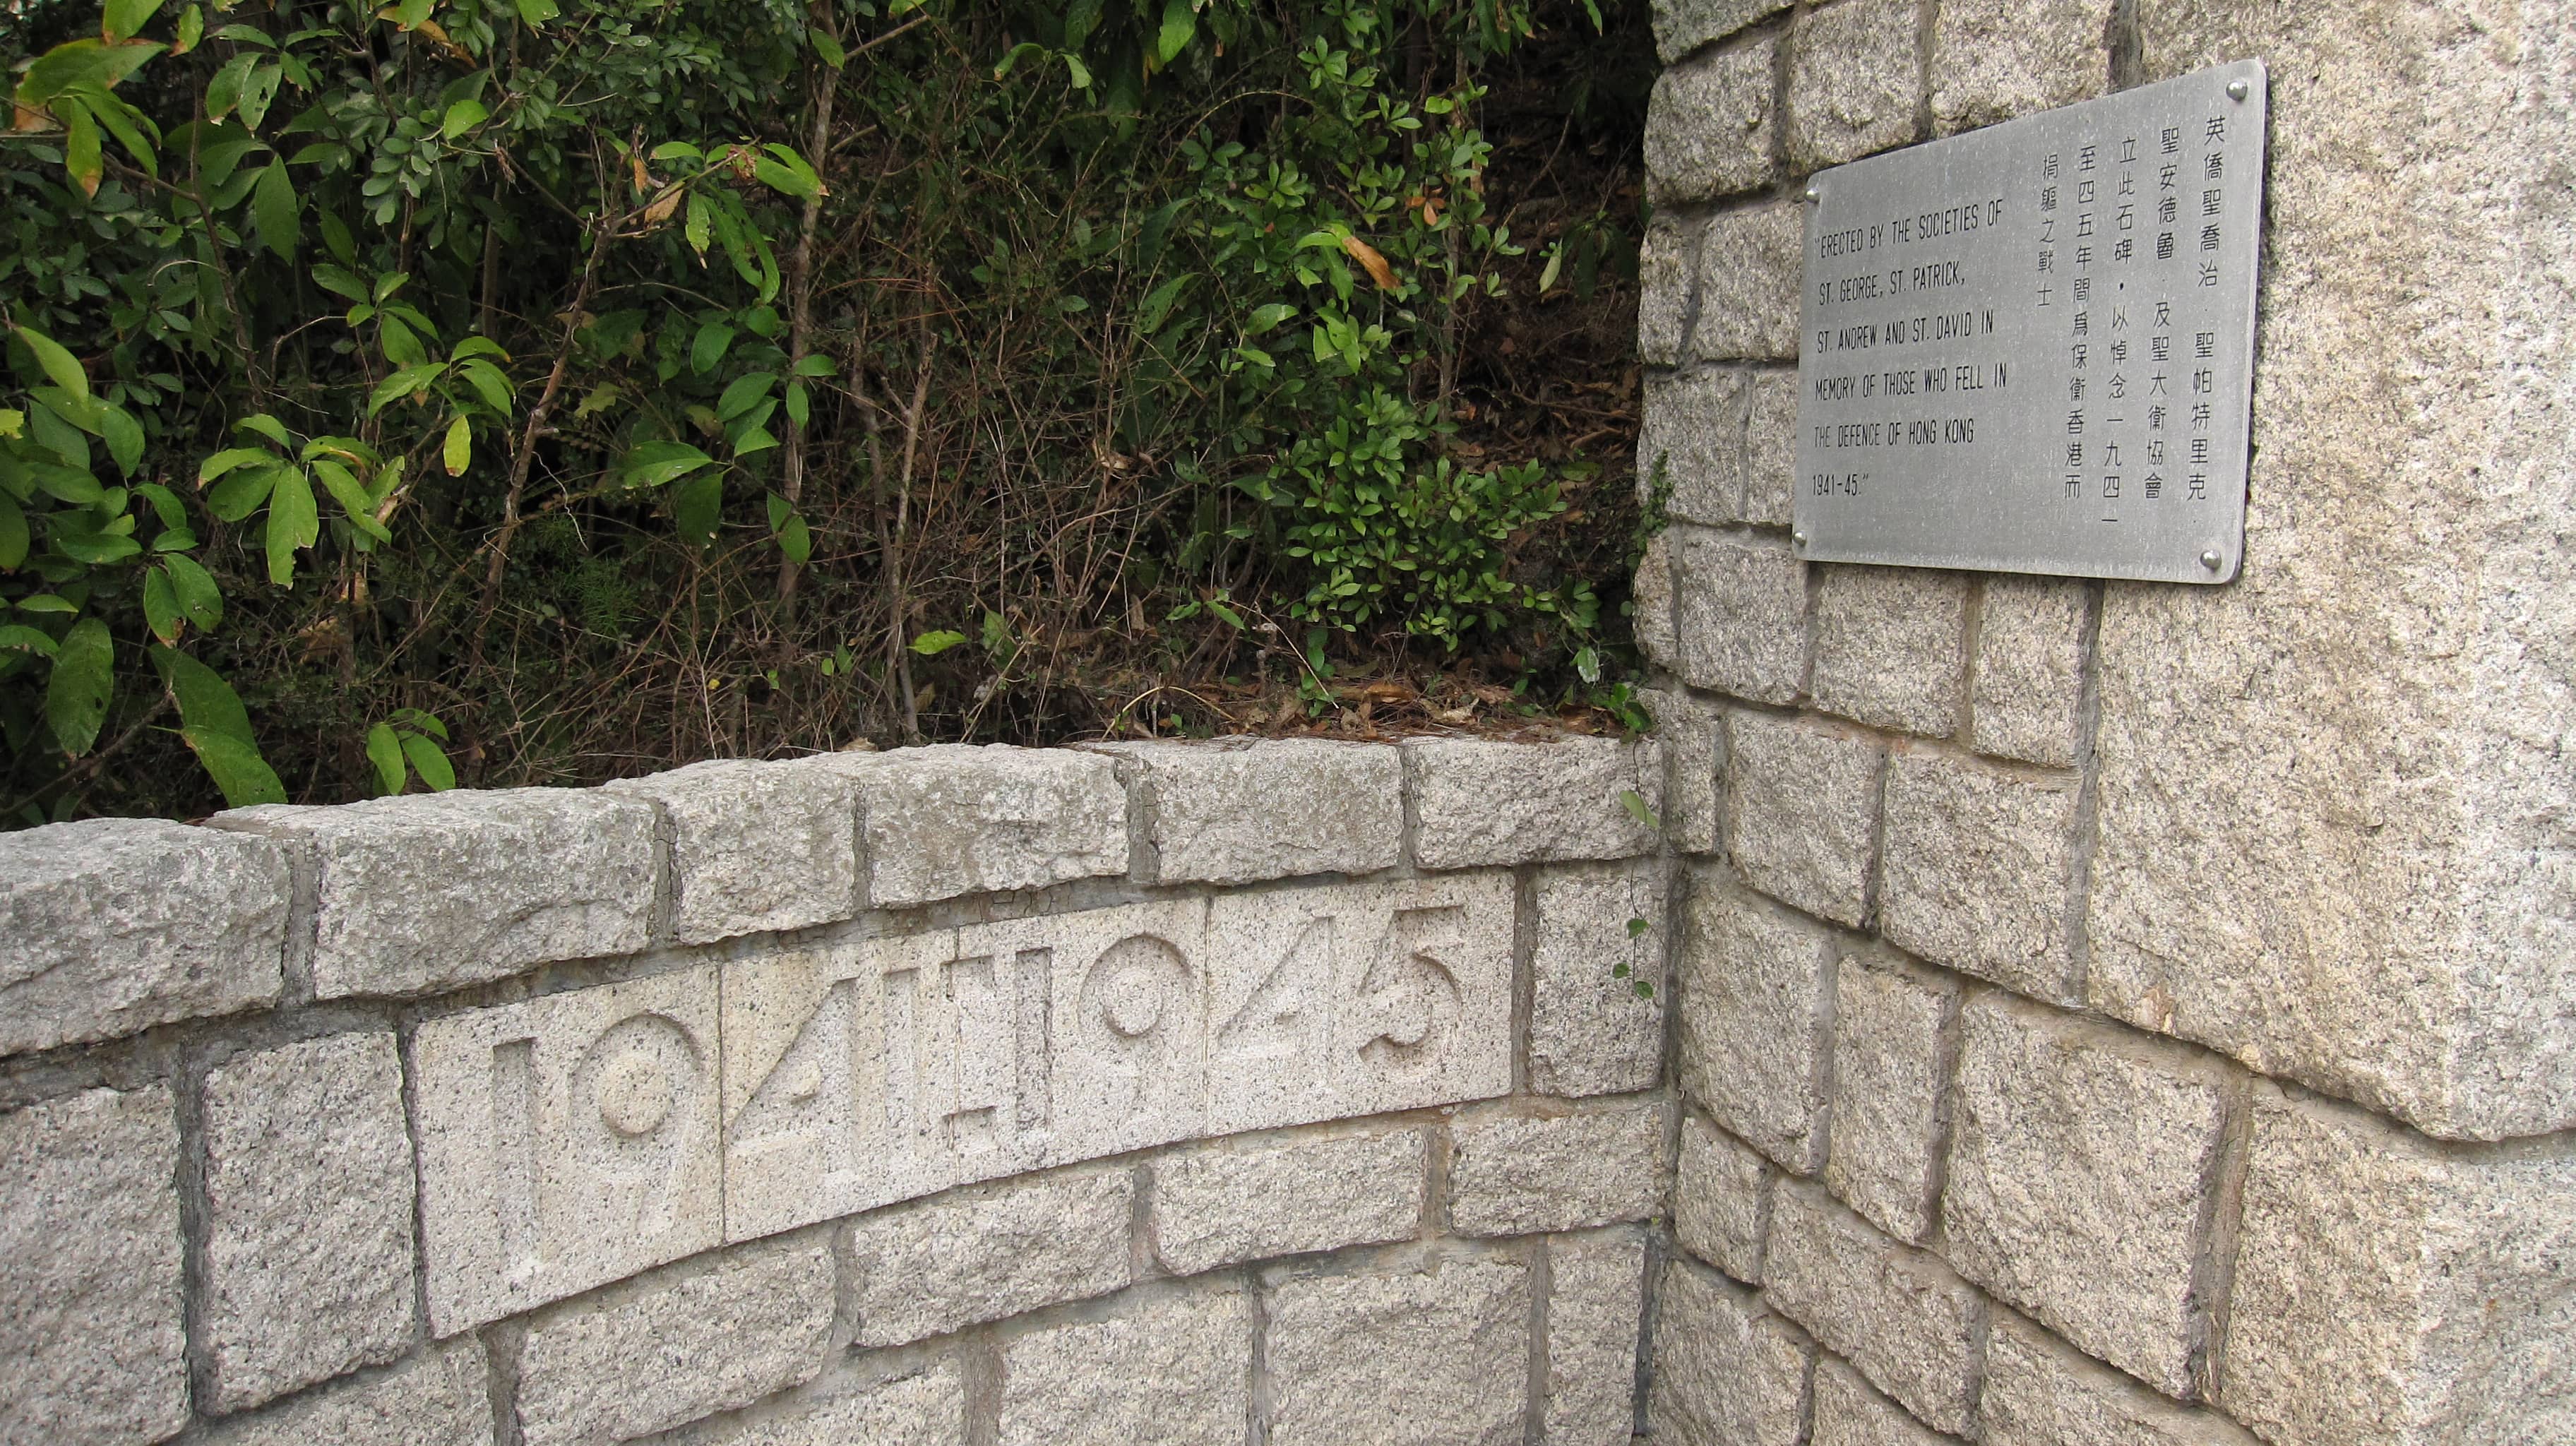 "ERECTED BY THE SOCIETIES OF
ST. GEORGE, ST. PATRICK,
ST. ANDREW AND ST. DAVID IN
MEMORY OF THOSE WHO FELL IN
THE DEFENCE OF HONG KONG
1941-45."
英僑聖喬治·聖帕特里克
聖安德魯·及聖大衞協會
立此石碑，以悼念一九四一
至四五年間爲保衞香港而
捐軀之戰士
1941-1945